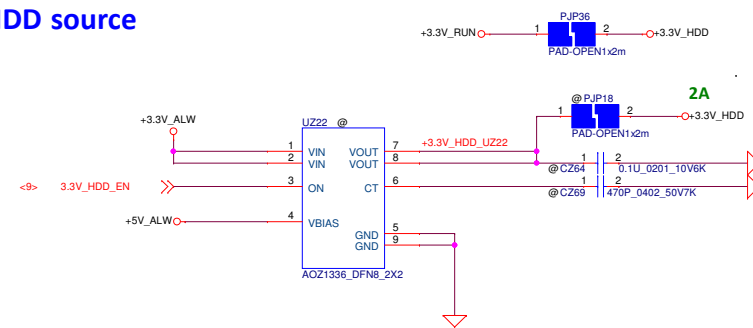 HDD source
PJP36
+3.3V_RUN 1 2 +3.3V_HDD
PAD-OPEN1x2m
2A
@ PJP18
1 2 +3.3V_HDD
PAD-OPEN1x2m
+3.3V_ALW
UZ22 @
1 VIN VOUT 7 +3.3V_HDD_UZ22
2 VIN VOUT 8
@ CZ64 1 2 0.1U_0201_10V6K
<9> 3.3V_HDD_EN 3 ON CT 6
@ CZ69 1 2 470P_0402_50V7K
+5V_ALW 4 VBIAS
GND 5
GND 9
AOZ1336_DFN8_2X2